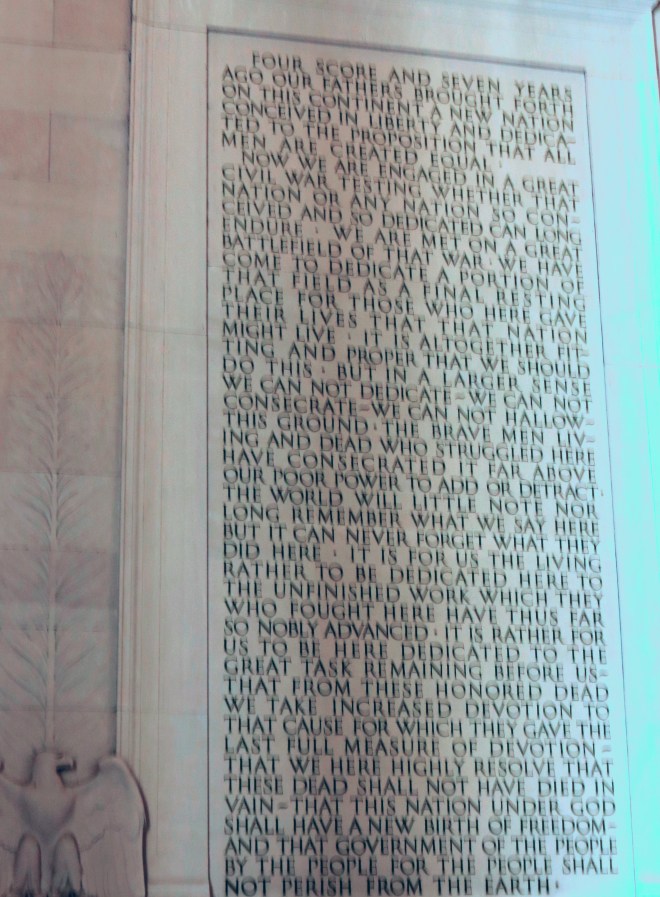 FOUR SCORE AND SEVEN YEARS
AGO OUR FATHERS BROUGHT FORTH
ON THIS CONTINENT A NEW NATION
CONCEIVED IN LIBERTY AND DEDICA-
TED TO THE PROPOSITION THAT ALL
MEN ARE CREATED EQUAL ·
NOW WE ARE ENGAGED IN A GREAT
CIVIL WAR TESTING WHETHER THAT
NATION OR ANY NATION SO CON=
CEIVED AND SO DEDICATED CAN LONG
ENDURE · WE ARE MET ON A GREAT
BATTLEFIELD OF THAT WAR · WE HAVE
COME TO DEDICATE A PORTION OF
THAT FIELD AS A FINAL RESTING
PLACE FOR THOSE WHO HERE GAVE
THEIR LIVES THAT THAT NATION
MIGHT LIVE · IT IS ALTOGETHER FIT-
TING AND PROPER THAT WE SHOULD
DO THIS · BUT IN A LARGER SENSE
WE CAN NOT DEDICATE=WE CAN NOT
CONSECRATE=WE CAN NOT HALLOW=
THIS GROUND · THE BRAVE MEN LIV=
ING AND DEAD WHO STRUGGLED HERE
HAVE CONSECRATED IT FAR ABOVE
OUR POOR POWER TO ADD OR DETRACT ·
THE WORLD WILL LITTLE NOTE NOR
LONG REMEMBER WHAT WE SAY HERE
BUT IT CAN NEVER FORGET WHAT THEY
DID HERE · IT IS FOR US THE LIVING
RATHER TO BE DEDICATED HERE TO
THE UNFINISHED WORK WHICH THEY
WHO FOUGHT HERE HAVE THUS FAR
SO NOBLY ADVANCED · IT IS RATHER FOR
US TO BE HERE DEDICATED TO THE
GREAT TASK REMAINING BEFORE US=
THAT FROM THESE HONORED DEAD
WE TAKE INCREASED DEVOTION TO
THAT CAUSE FOR WHICH THEY GAVE THE
LAST FULL MEASURE OF DEVOTION=
THAT WE HERE HIGHLY RESOLVE THAT
THESE DEAD SHALL NOT HAVE DIED IN
VAIN=THAT THIS NATION UNDER GOD
SHALL HAVE A NEW BIRTH OF FREEDOM=
AND THAT GOVERNMENT OF THE PEOPLE
BY THE PEOPLE FOR THE PEOPLE SHALL
NOT PERISH FROM THE EARTH ·